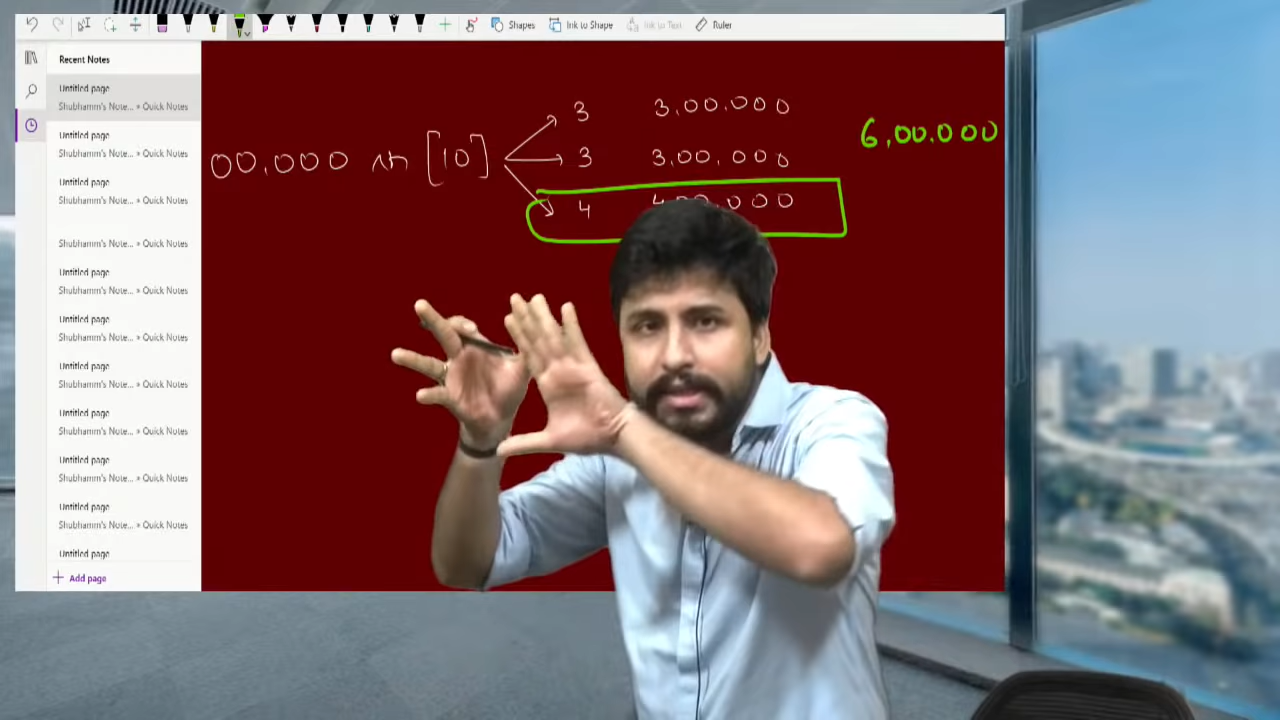 Shapes Ink to Shape Ink to Text Ruler
Recent Notes
Untitled page
Shubhamm's Note... » Quick Notes
Untitled page
Shubhamm's Note... » Quick Notes
Untitled page
Shubhamm's Note... » Quick Notes
Shubhamm's Note... » Quick Notes
Untitled page
Shubhamm's Note... » Quick Notes
Untitled page
Shubhamm's Note... » Quick Notes
Untitled page
Shubhamm's Note... » Quick Notes
Untitled page
Shubhamm's Note... » Quick Notes
Untitled page
Shubhamm's Note... » Quick Notes
Untitled page
Shubhamm's Note... » Quick Notes
Untitled page
+ Add page
3 3,00,000
00,000 [10] 3 3,00,000
6,00,000
4